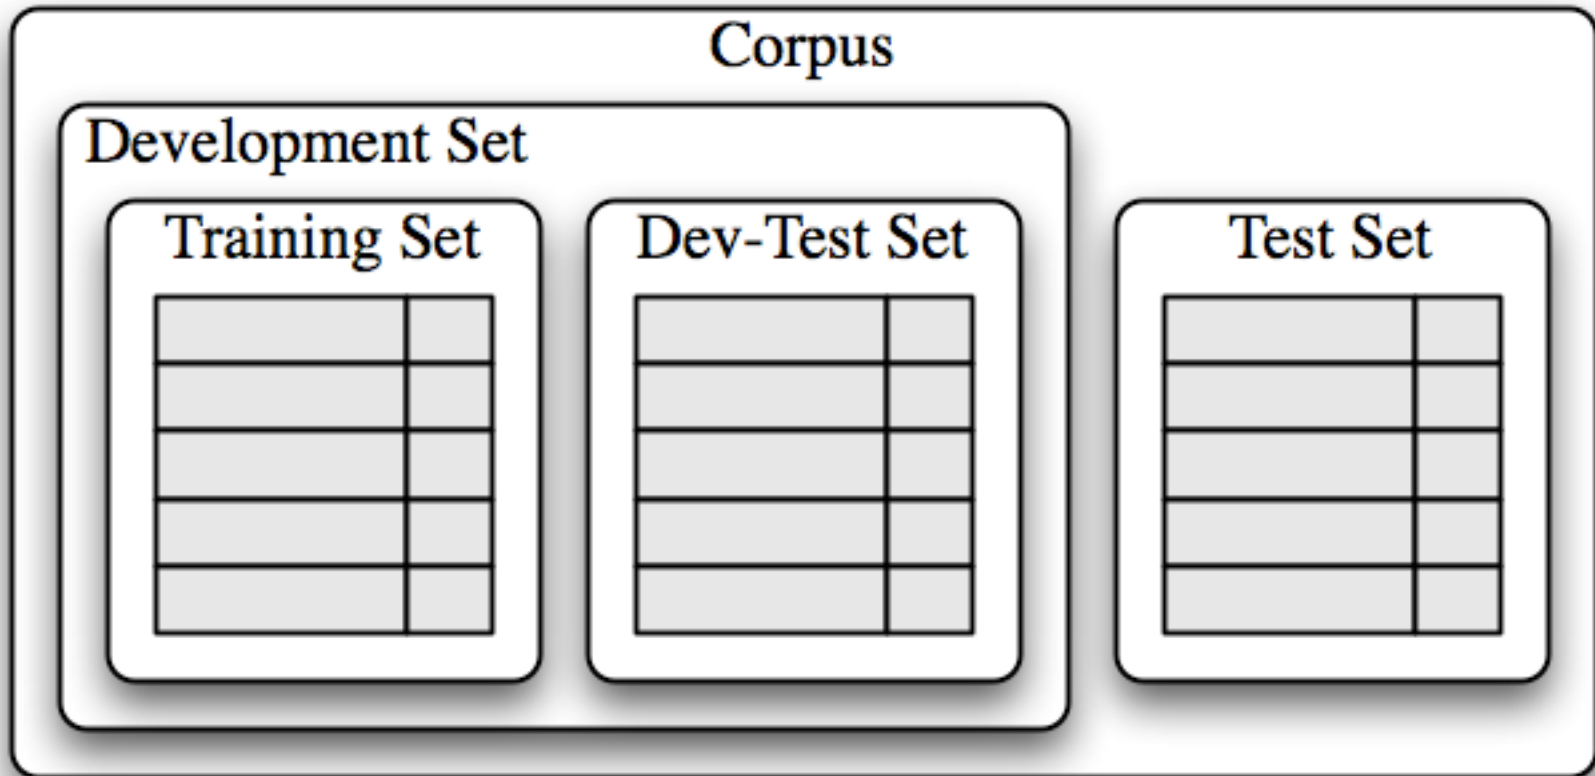 Corpus
Development Set
Training Set
Dev-Test Set
Test Set